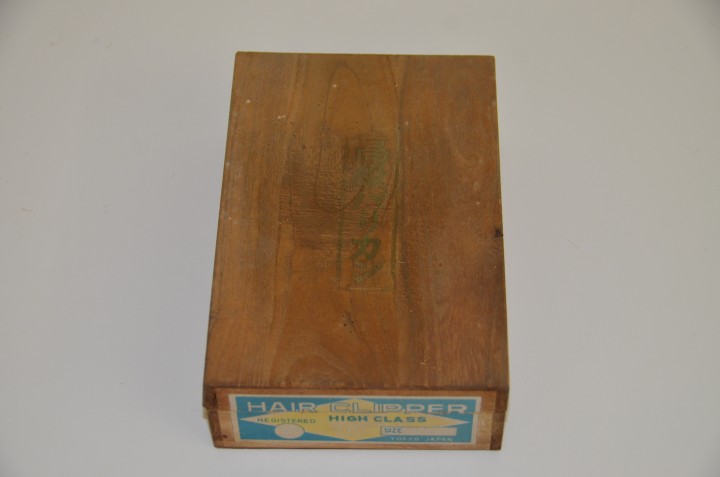 HAIR CLIPPER
REGISTERED HIGH CLASS
SIZE
TOKYO JAPAN